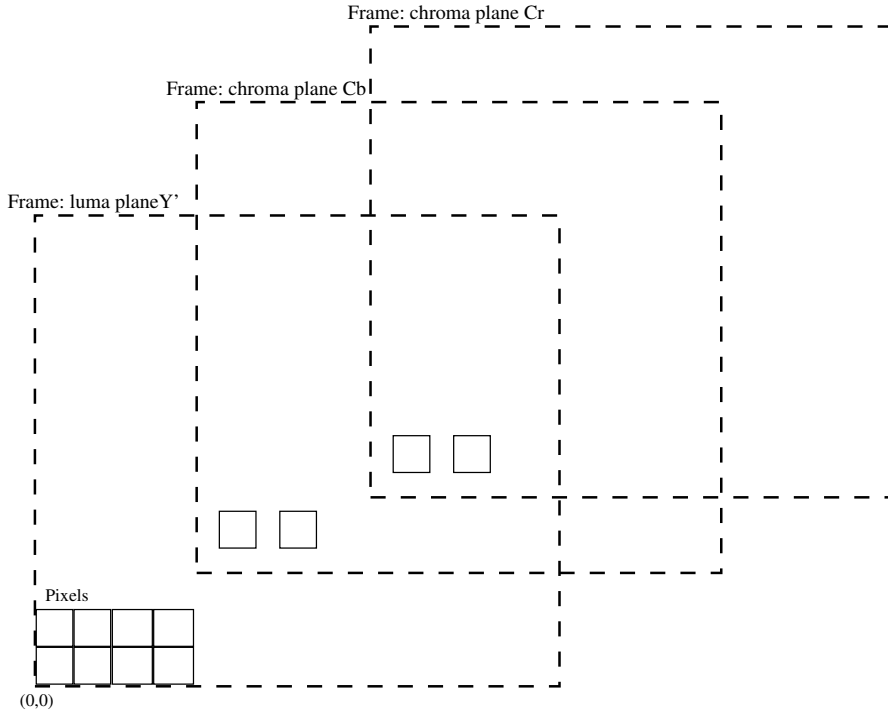 Frame: chroma plane Cr
Frame: chroma plane Cb
Frame: luma planeY’
Pixels
(0,0)